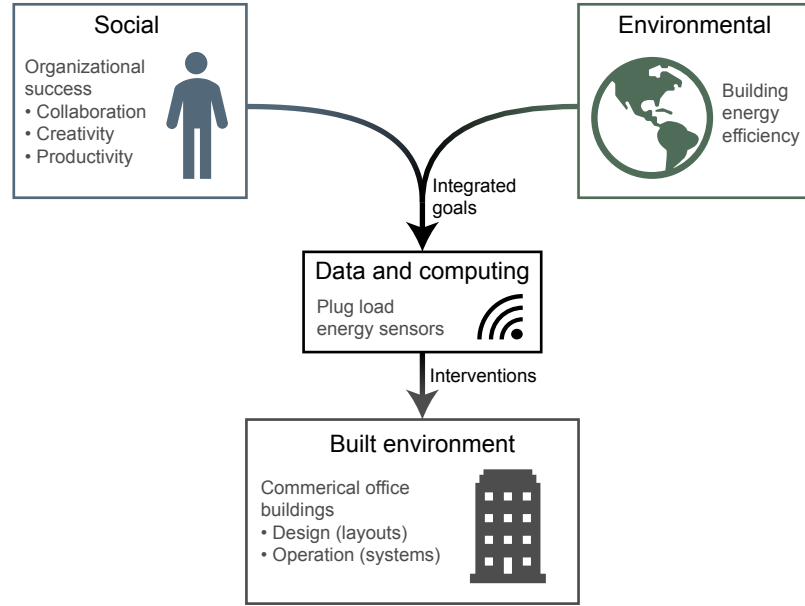 Social
Organizational
success
• Collaboration
• Creativity
• Productivity
Environmental
Building
energy
efficiency
Integrated
goals
Data and computing
Plug load
energy sensors
Interventions
Built environment
Commerical office
buildings
• Design (layouts)
• Operation (systems)